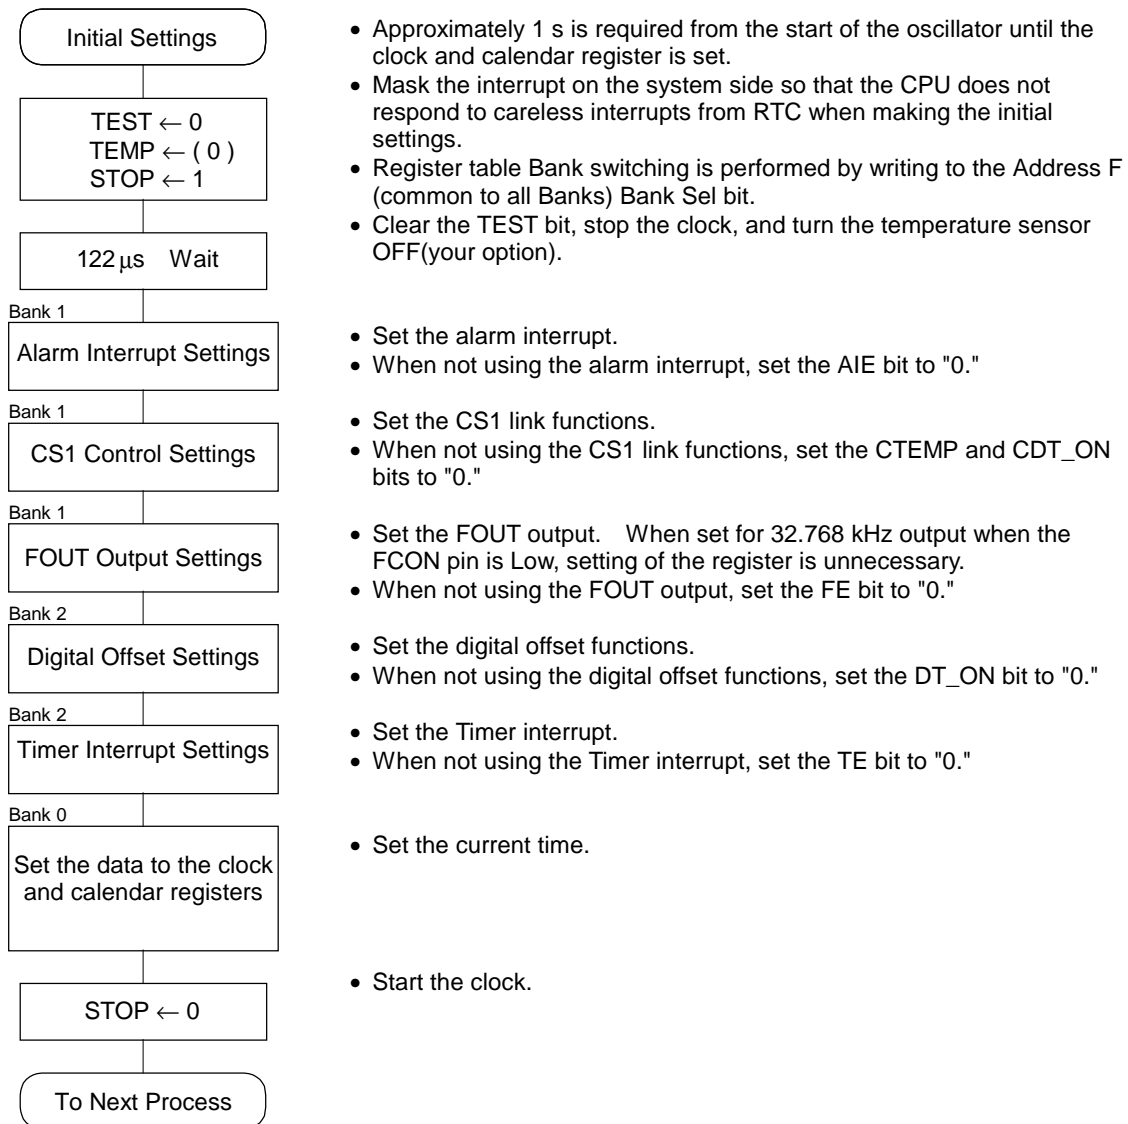 Initial Settings
TEST ← 0
TEMP ← ( 0 )
STOP ← 1
122 µs Wait
• Approximately 1 s is required from the start of the oscillator until the
clock and calendar register is set.
• Mask the interrupt on the system side so that the CPU does not
respond to careless interrupts from RTC when making the initial
settings.
• Register table Bank switching is performed by writing to the Address F
(common to all Banks) Bank Sel bit.
• Clear the TEST bit, stop the clock, and turn the temperature sensor
OFF(your option).
Bank 1
Alarm Interrupt Settings
• Set the alarm interrupt.
• When not using the alarm interrupt, set the AIE bit to "0."
Bank 1
CS1 Control Settings
• Set the CS1 link functions.
• When not using the CS1 link functions, set the CTEMP and CDT_ON
bits to "0."
Bank 1
FOUT Output Settings
• Set the FOUT output. When set for 32.768 kHz output when the
FCON pin is Low, setting of the register is unnecessary.
• When not using the FOUT output, set the FE bit to "0."
Bank 2
Digital Offset Settings
• Set the digital offset functions.
• When not using the digital offset functions, set the DT_ON bit to "0."
Bank 2
Timer Interrupt Settings
• Set the Timer interrupt.
• When not using the Timer interrupt, set the TE bit to "0."
Bank 0
Set the data to the clock
and calendar registers
• Set the current time.
STOP ← 0
• Start the clock.
To Next Process